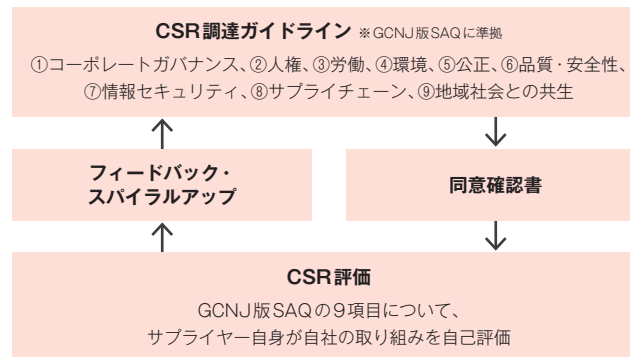 CSR調達ガイドライン ※GCNJ版SAQに準拠
①コーポレートガバナンス、②人権、③労働、④環境、⑤公正、⑥品質・安全性、
⑦情報セキュリティ、⑧サプライチェーン、⑨地域社会との共生
フィードバック・
スパイラルアップ
同意確認書
CSR評価
GCNJ版SAQの9項目について、
サプライヤー自身が自社の取り組みを自己評価